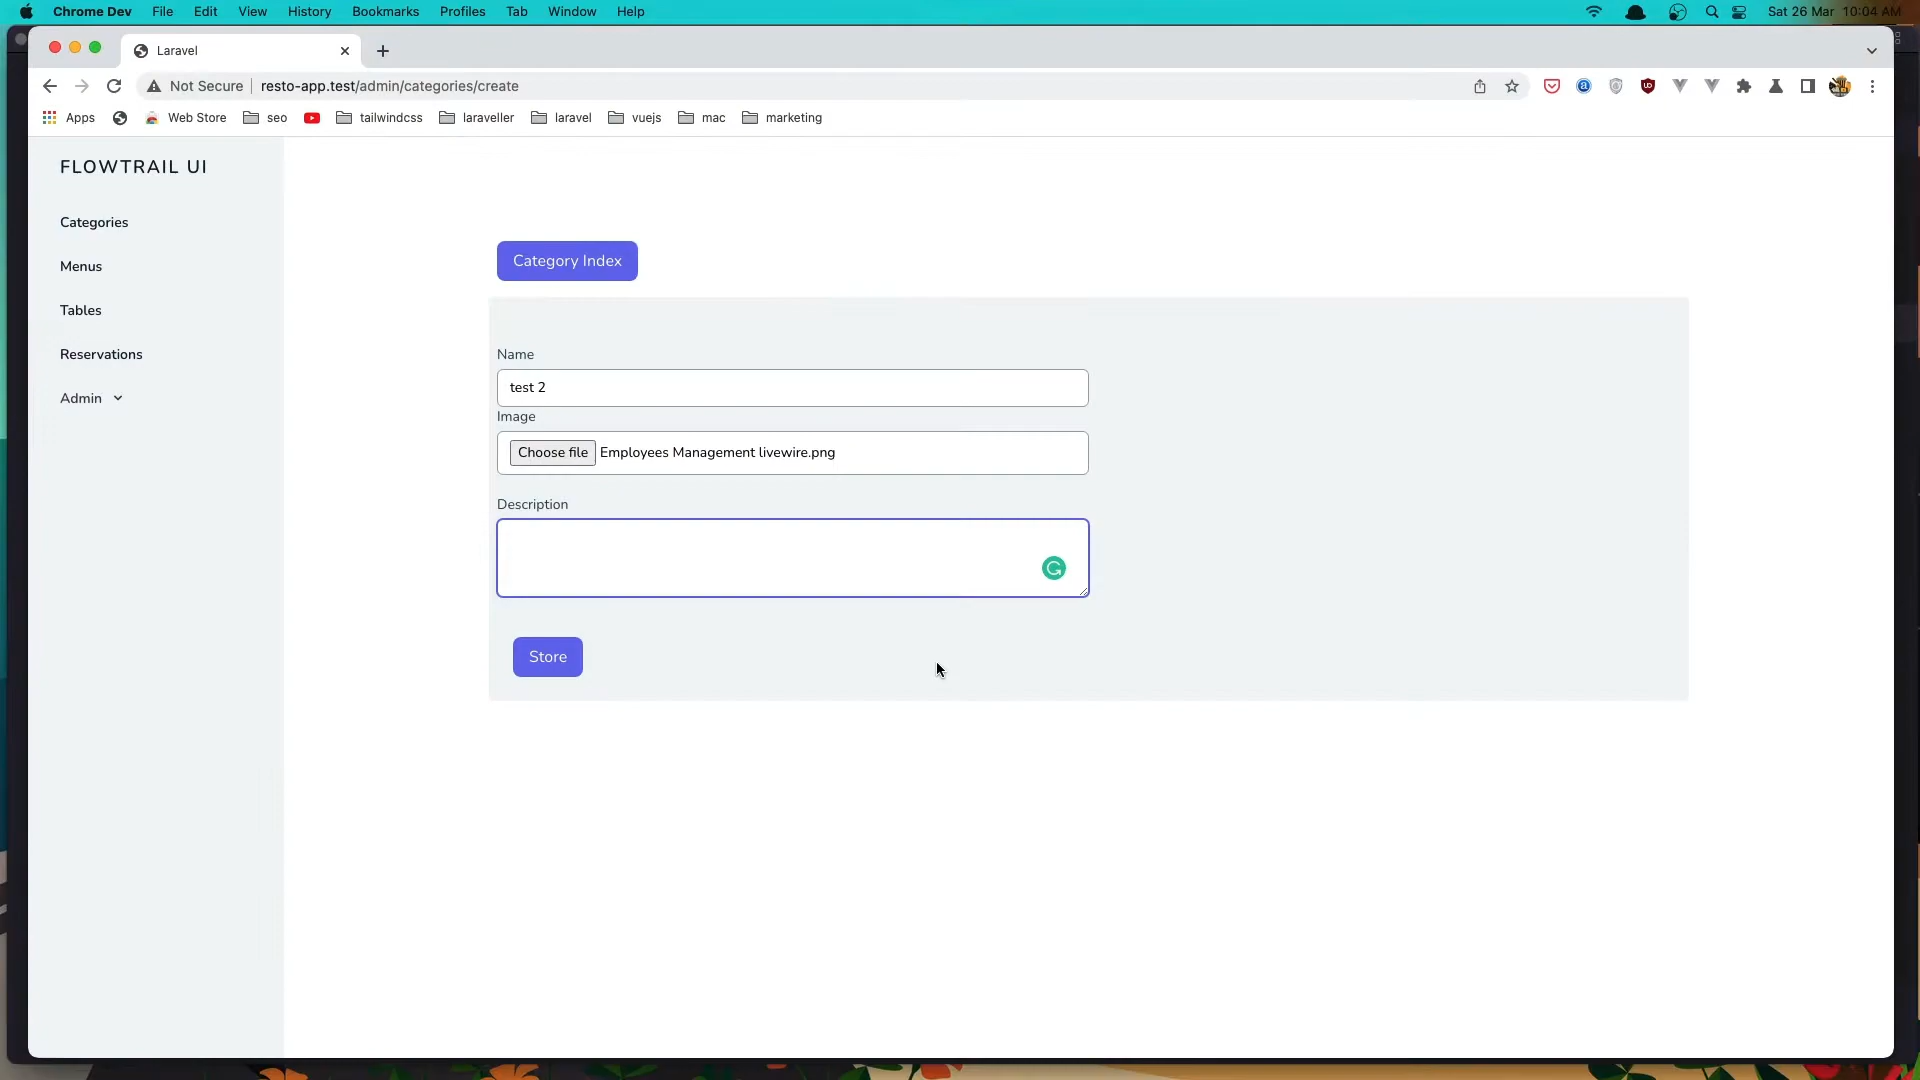 Chrome Dev File Edit View History Bookmarks Profiles Tab Window Help Sat 26 Mar 10:04 AM
Laravel
Not Secure resto-app.test/admin/categories/create
Apps Web Store seo tailwindcss laraveller laravel vuejs mac marketing
FLOWTRAIL UI
Categories
Menus
Tables
Reservations
Admin
Category Index
Name
test 2
Image
Choose file Employees Management livewire.png
Description
Store